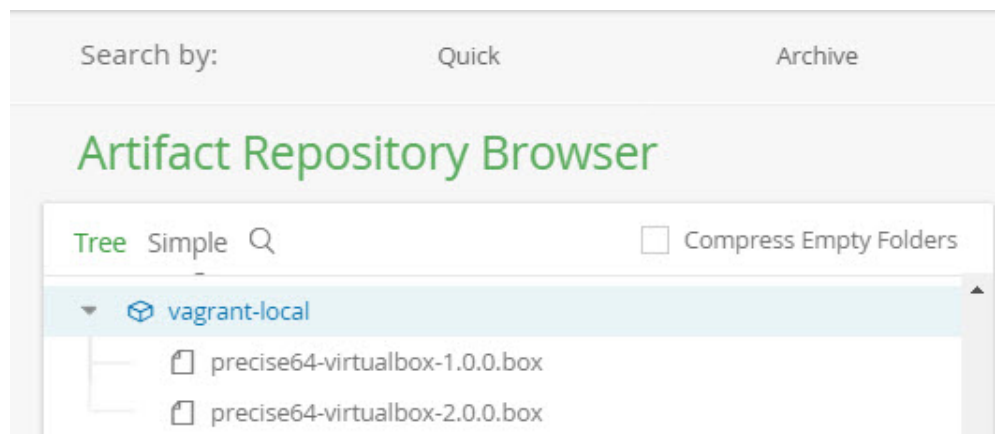 Search by: Quick Archive
Artifact Repository Browser
Tree Simple Compress Empty Folders
vagrant-local
precise64-virtualbox-1.0.0.box
precise64-virtualbox-2.0.0.box